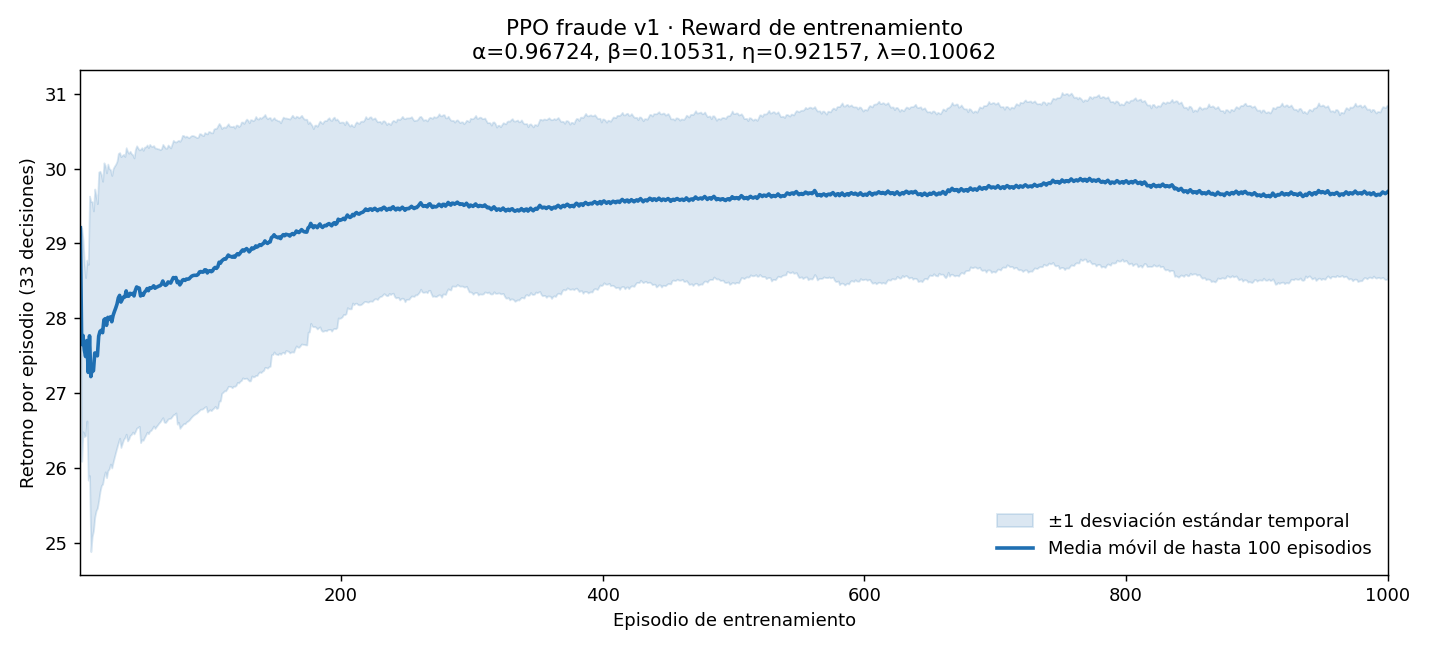 PPO fraude v1 · Reward de entrenamiento
α=0.96724, β=0.10531, η=0.92157, λ=0.10062
Retorno por episodio (33 decisiones)
31
30
29
28
27
26
25
±1 desviación estándar temporal
Media móvil de hasta 100 episodios
200
400
600
800
1000
Episodio de entrenamiento